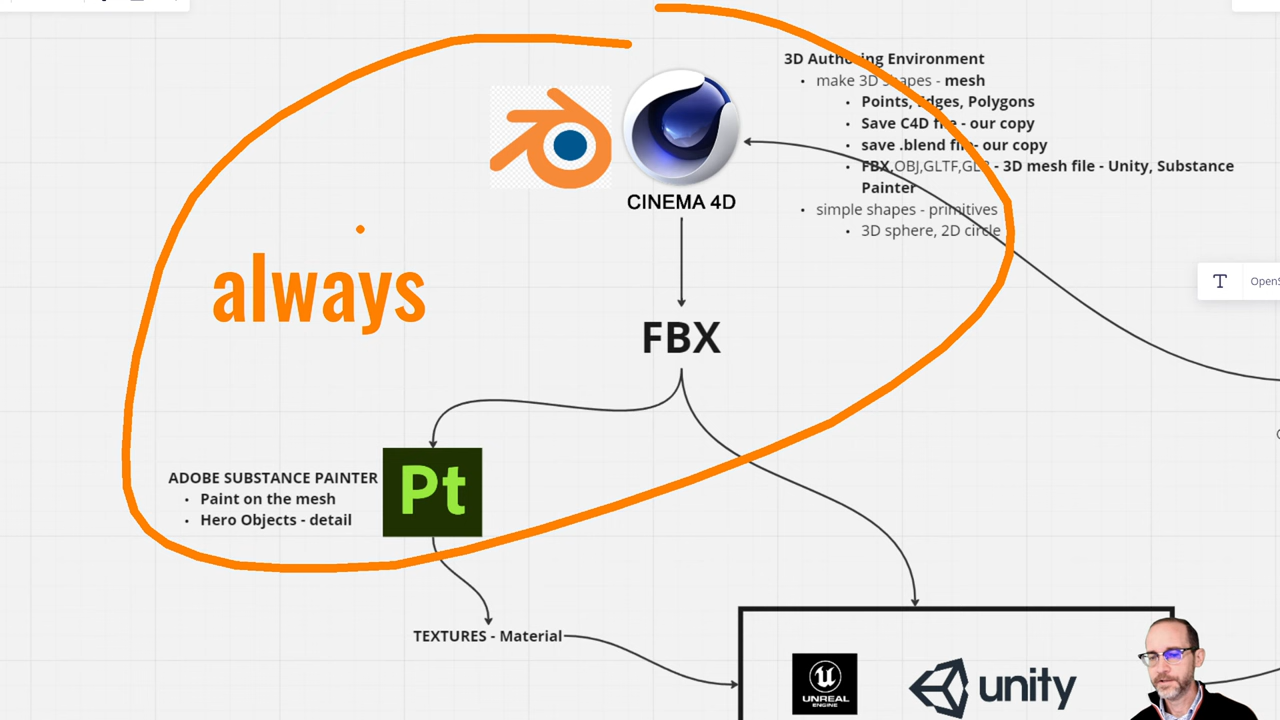 3D Authoring Environment
make 3D shapes - mesh
Points, Edges, Polygons
Save C4D file - our copy
save .blend file- our copy
FBX,OBJ,GLTF,GLB - 3D mesh file - Unity, Substance
Painter
simple shapes - primitives
3D sphere, 2D circle
CINEMA 4D
T
always
FBX
ADOBE SUBSTANCE PAINTER
Paint on the mesh
Hero Objects - detail
Pt
TEXTURES - Material
UNREAL
ENGINE
unity